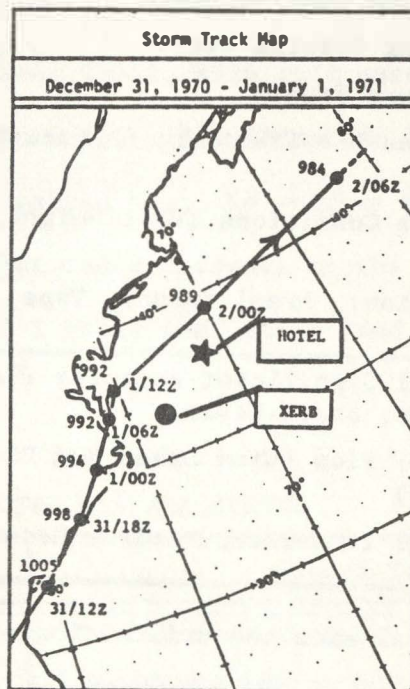 Storm Track Map
December 31, 1970 - January 1, 1971
984
2/06Z
70°
40°
989
2/00Z
40°
HOTEL
992
1/12Z
XERB
992
1/06Z
994
1/00Z
70°
998
31/18Z
30°
1005
31/12Z